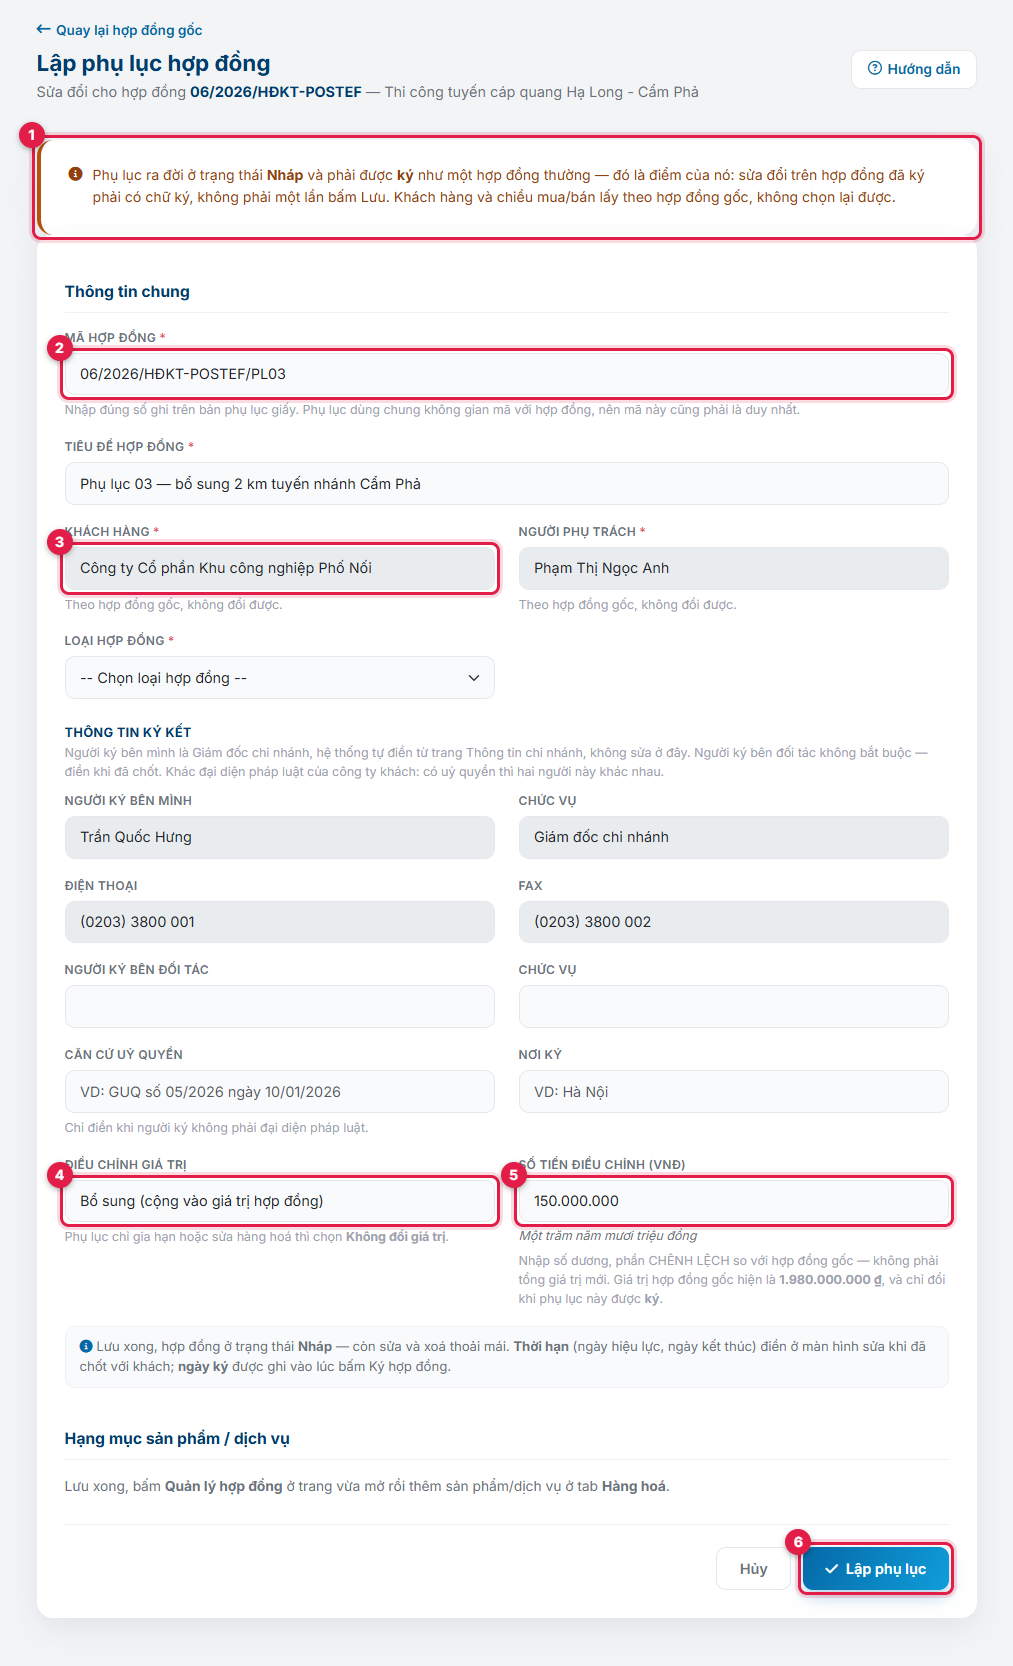 ← Quay lại hợp đồng gốc
Lập phụ lục hợp đồng
Hướng dẫn
Sửa đổi cho hợp đồng 06/2026/HĐKT-POSTEF — Thi công tuyến cáp quang Hạ Long - Cẩm Phả
1
Phụ lục ra đời ở trạng thái Nháp và phải được ký như một hợp đồng thường — đó là điểm của nó: sửa đổi trên hợp đồng đã ký
phải có chữ ký, không phải một lần bấm Lưu. Khách hàng và chiều mua/bán lấy theo hợp đồng gốc, không chọn lại được.
Thông tin chung
MÃ HỢP ĐỒNG *
2
06/2026/HĐKT-POSTEF/PL03
Nhập đúng số ghi trên bản phụ lục giấy. Phụ lục dùng chung không gian mã với hợp đồng, nên mã này cũng phải là duy nhất.
TIÊU ĐỀ HỢP ĐỒNG *
Phụ lục 03 — bổ sung 2 km tuyến nhánh Cẩm Phả
KHÁCH HÀNG *
NGƯỜI PHỤ TRÁCH *
3
Công ty Cổ phần Khu công nghiệp Phố Nối
Phạm Thị Ngọc Anh
Theo hợp đồng gốc, không đổi được.
Theo hợp đồng gốc, không đổi được.
LOẠI HỢP ĐỒNG *
-- Chọn loại hợp đồng --
THÔNG TIN KÝ KẾT
Người ký bên mình là Giám đốc chi nhánh, hệ thống tự điền từ trang Thông tin chi nhánh, không sửa ở đây. Người ký bên đối tác không bắt buộc —
điền khi đã chốt. Khác đại diện pháp luật của công ty khách: có uỷ quyền thì hai người này khác nhau.
NGƯỜI KÝ BÊN MÌNH
CHỨC VỤ
Trần Quốc Hưng
Giám đốc chi nhánh
ĐIỆN THOẠI
FAX
(0203) 3800 001
(0203) 3800 002
NGƯỜI KÝ BÊN ĐỐI TÁC
CHỨC VỤ
CĂN CỨ UỶ QUYỀN
NƠI KÝ
VD: GUQ số 05/2026 ngày 10/01/2026
VD: Hà Nội
Chỉ điền khi người ký không phải đại diện pháp luật.
ĐIỀU CHỈNH GIÁ TRỊ
SỐ TIỀN ĐIỀU CHỈNH (VNĐ)
4
5
Bổ sung (cộng vào giá trị hợp đồng)
150.000.000
Phụ lục chỉ gia hạn hoặc sửa hàng hoá thì chọn Không đổi giá trị.
Một trăm năm mươi triệu đồng
Nhập số dương, phần CHÊNH LỆCH so với hợp đồng gốc — không phải
tổng giá trị mới. Giá trị hợp đồng gốc hiện là 1.980.000.000 ₫, và chỉ đổi
khi phụ lục này được ký.
Lưu xong, hợp đồng ở trạng thái Nháp — còn sửa và xoá thoải mái. Thời hạn (ngày hiệu lực, ngày kết thúc) điền ở màn hình sửa khi đã
chốt với khách; ngày ký được ghi vào lúc bấm Ký hợp đồng.
Hạng mục sản phẩm / dịch vụ
Lưu xong, bấm Quản lý hợp đồng ở trang vừa mở rồi thêm sản phẩm/dịch vụ ở tab Hàng hoá.
6
Hủy
Lập phụ lục